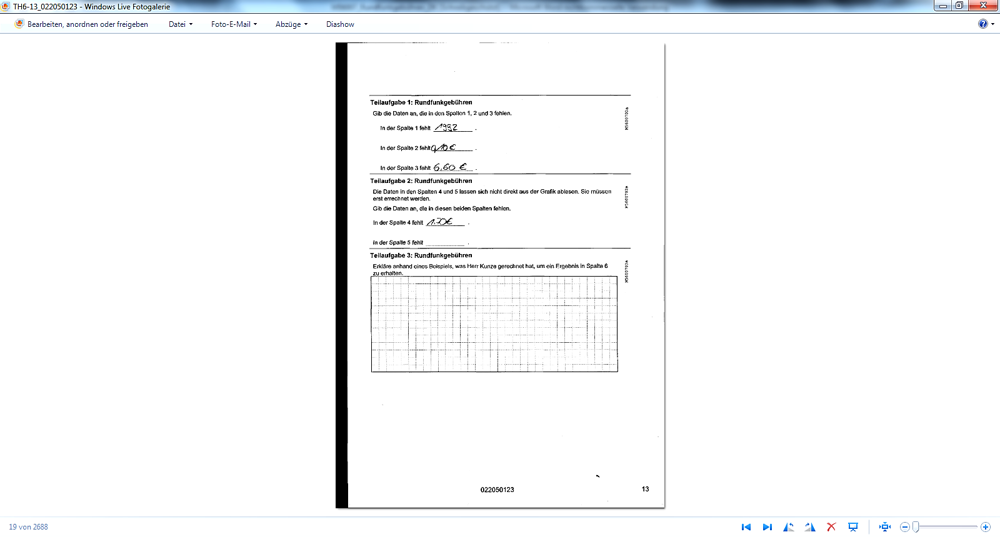 TH6-13_022050123 - Windows Live Fotogalerie
Bearbeiten, anordnen oder freigeben Datei Foto-E-Mail Abzüge Diashow
Teilaufgabe 1: Rundfunkgebühren
Gib die Daten an, die in den Spalten 1, 2 und 3 fehlen.
M5600701a
In der Spalte 1 fehlt 1992 .
In der Spalte 2 fehlt 9,10 € .
In der Spalte 3 fehlt 6,60 € .
Teilaufgabe 2: Rundfunkgebühren
Die Daten in den Spalten 4 und 5 lassen sich nicht direkt aus der Grafik ablesen. Sie müssen
erst errechnet werden.
M5600702a
Gib die Daten an, die in diesen beiden Spalten fehlen.
In der Spalte 4 fehlt 1.70€ .
In der Spalte 5 fehlt .
Teilaufgabe 3: Rundfunkgebühren
Erkläre anhand eines Beispiels, was Herr Kunze gerechnet hat, um ein Ergebnis in Spalte 6
zu erhalten.
M5600703a
022050123
13
19 von 2688